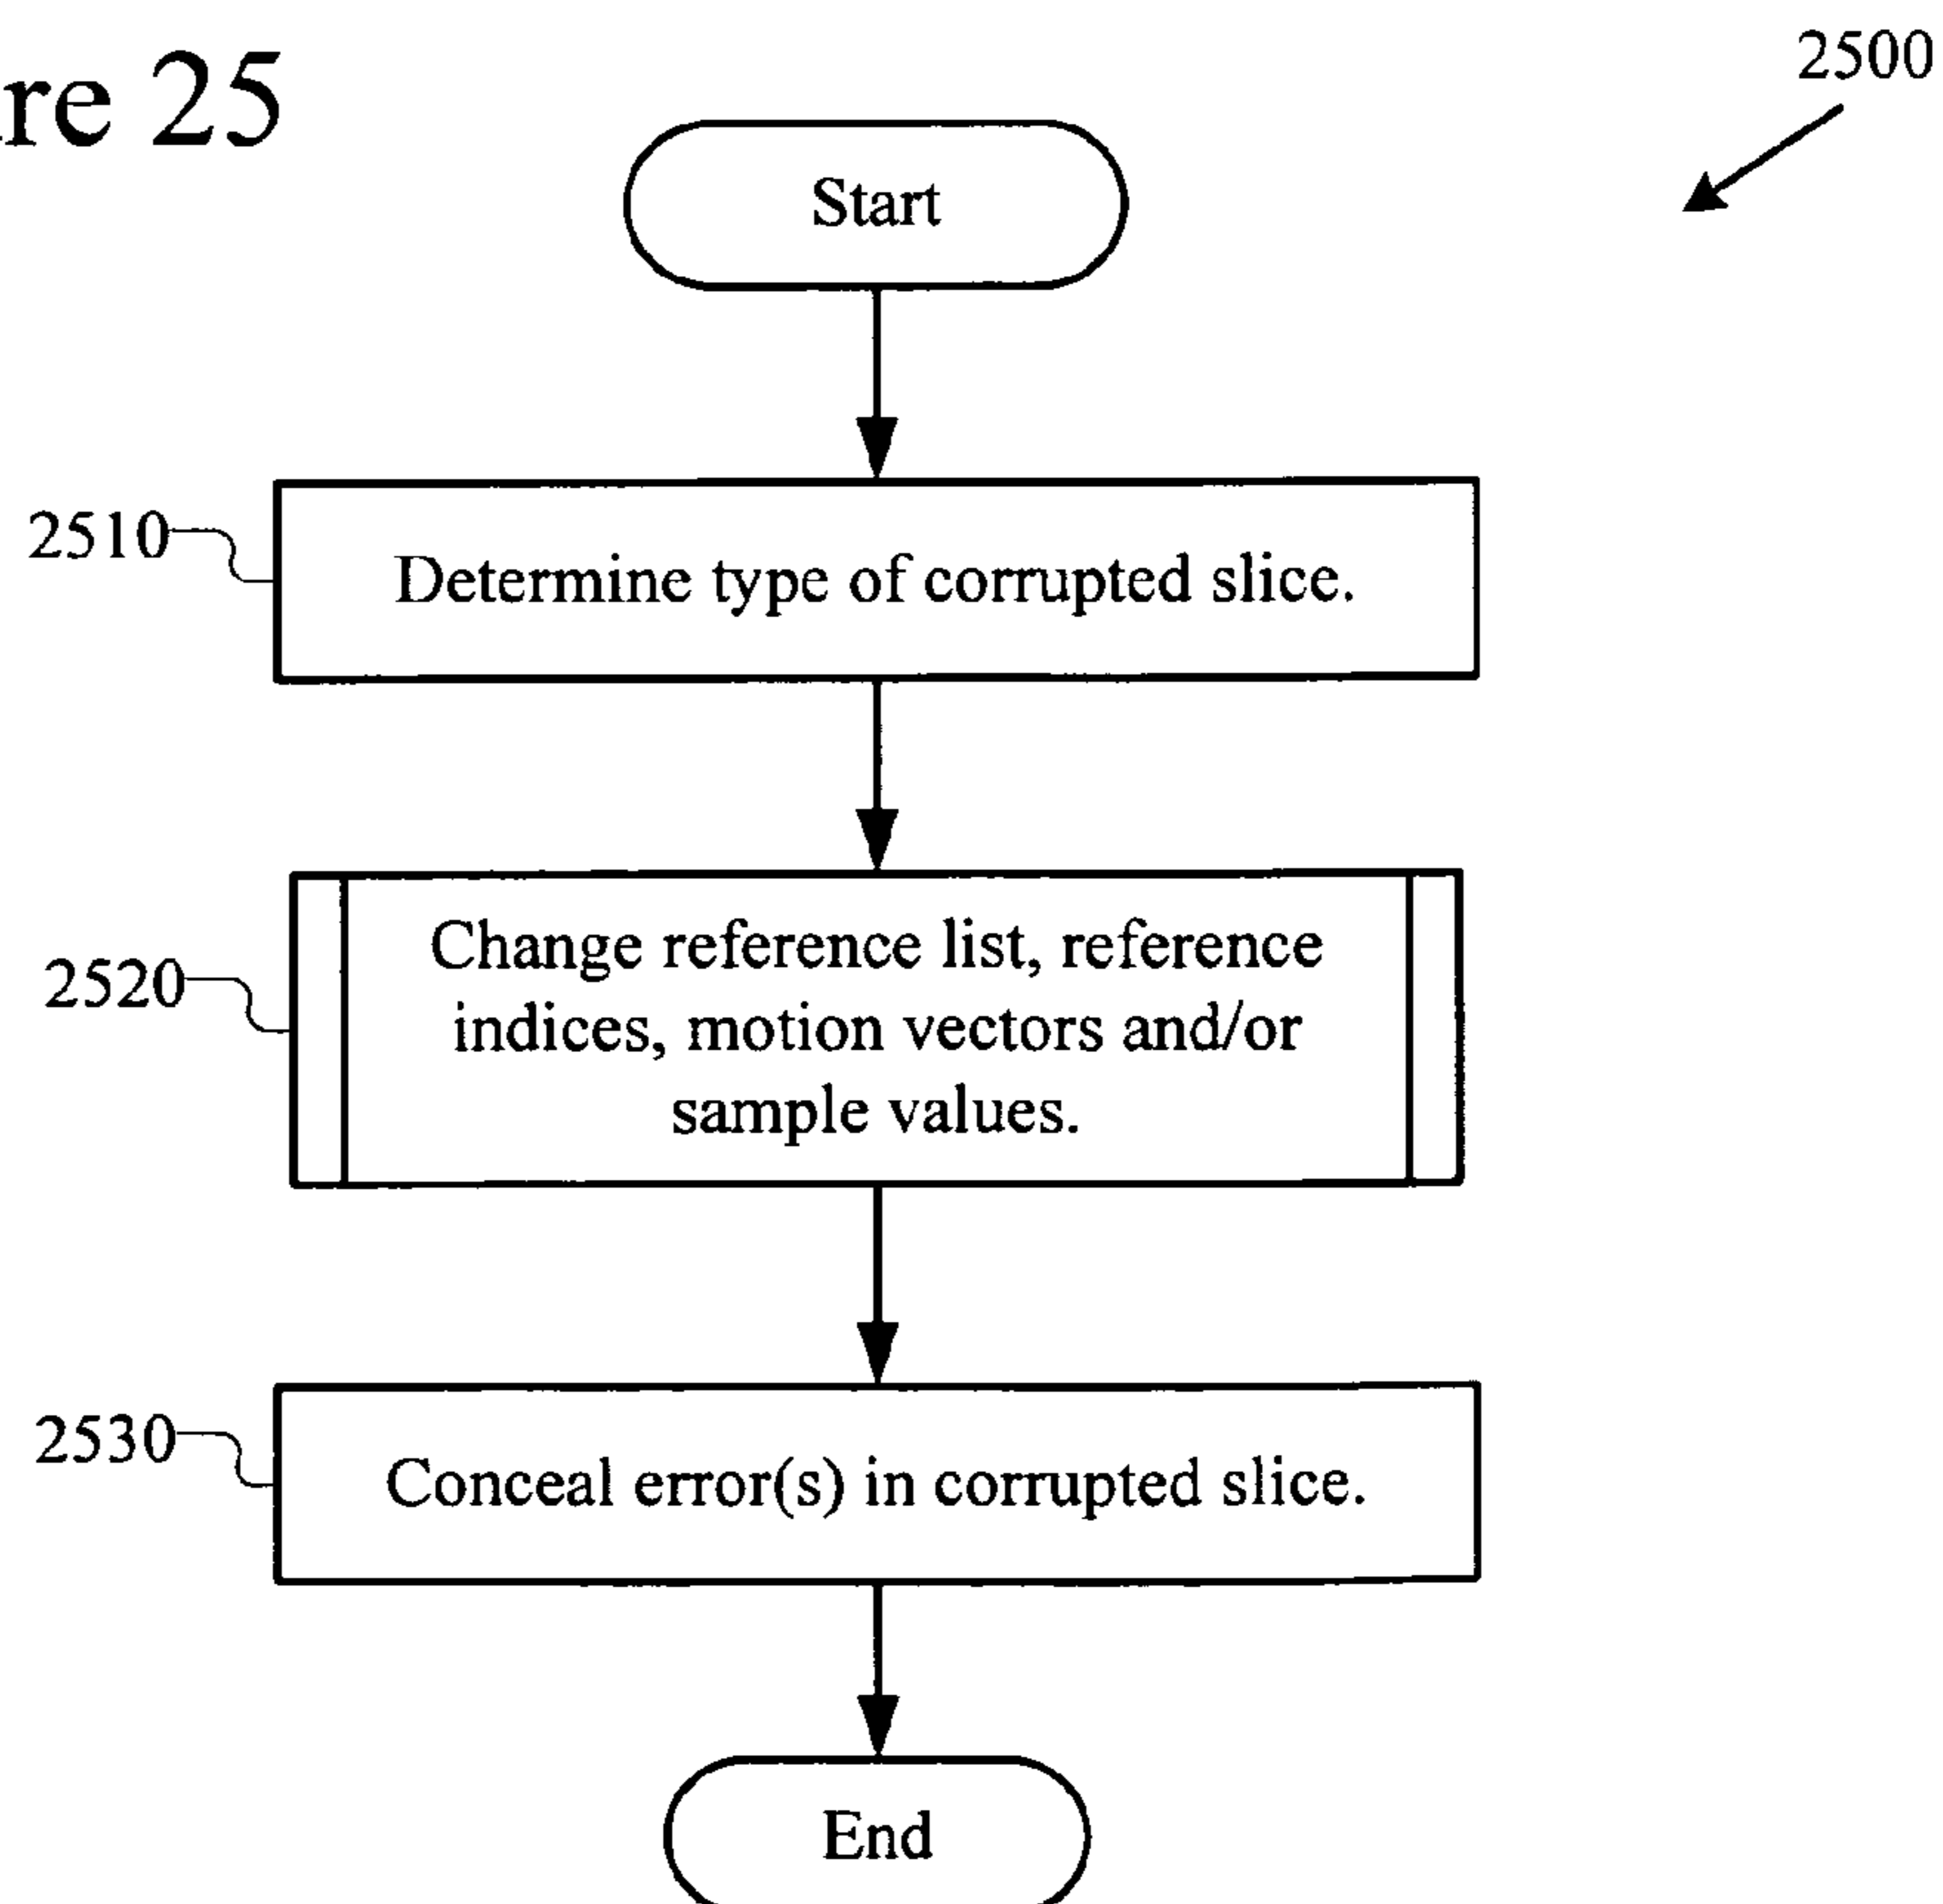 re 25
2500
Start
2510
Determine type of corrupted slice.
2520
Change reference list, reference
indices, motion vectors and/or
sample values.
2530
Conceal error(s) in corrupted slice.
End